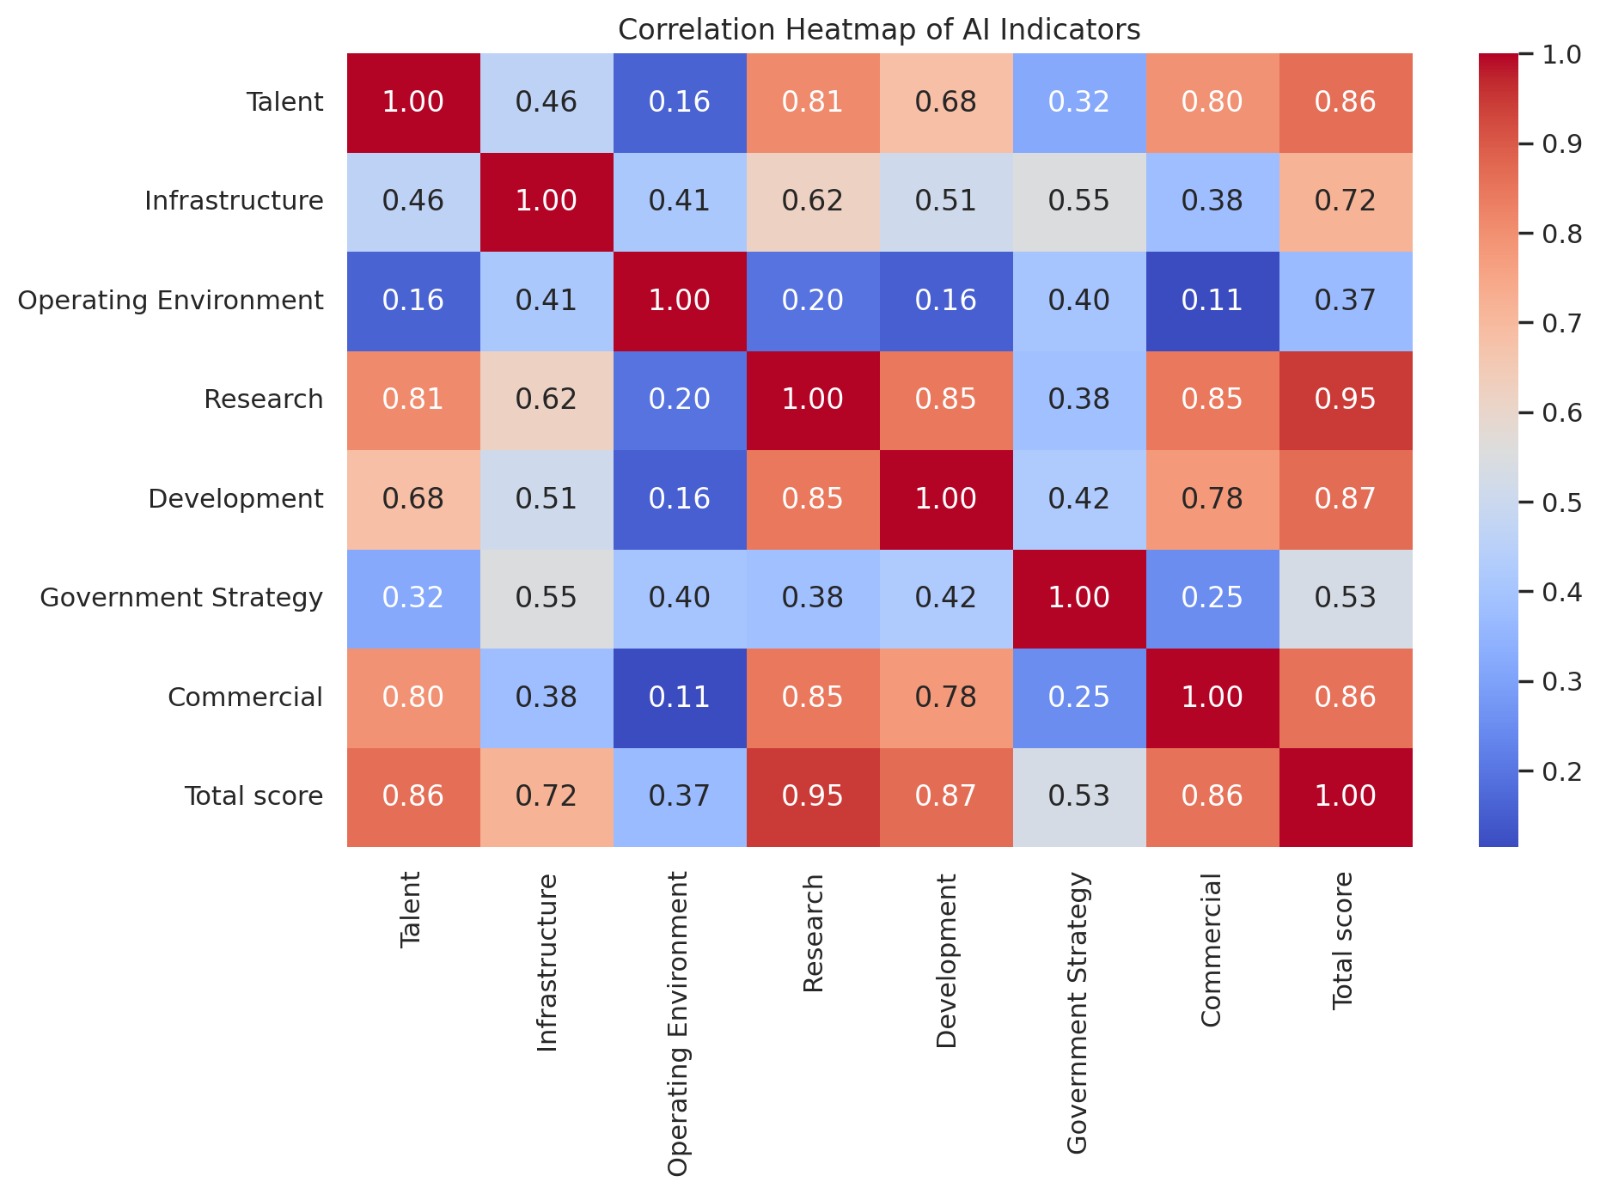 Correlation Heatmap of AI Indicators
Talent 1.00 0.46 0.16 0.81 0.68 0.32 0.80 0.86
Infrastructure 0.46 1.00 0.41 0.62 0.51 0.55 0.38 0.72
Operating Environment 0.16 0.41 1.00 0.20 0.16 0.40 0.11 0.37
Research 0.81 0.62 0.20 1.00 0.85 0.38 0.85 0.95
Development 0.68 0.51 0.16 0.85 1.00 0.42 0.78 0.87
Government Strategy 0.32 0.55 0.40 0.38 0.42 1.00 0.25 0.53
Commercial 0.80 0.38 0.11 0.85 0.78 0.25 1.00 0.86
Total score 0.86 0.72 0.37 0.95 0.87 0.53 0.86 1.00
Talent
Infrastructure
Operating Environment
Research
Development
Government Strategy
Commercial
Total score
1.0
0.9
0.8
0.7
0.6
0.5
0.4
0.3
0.2